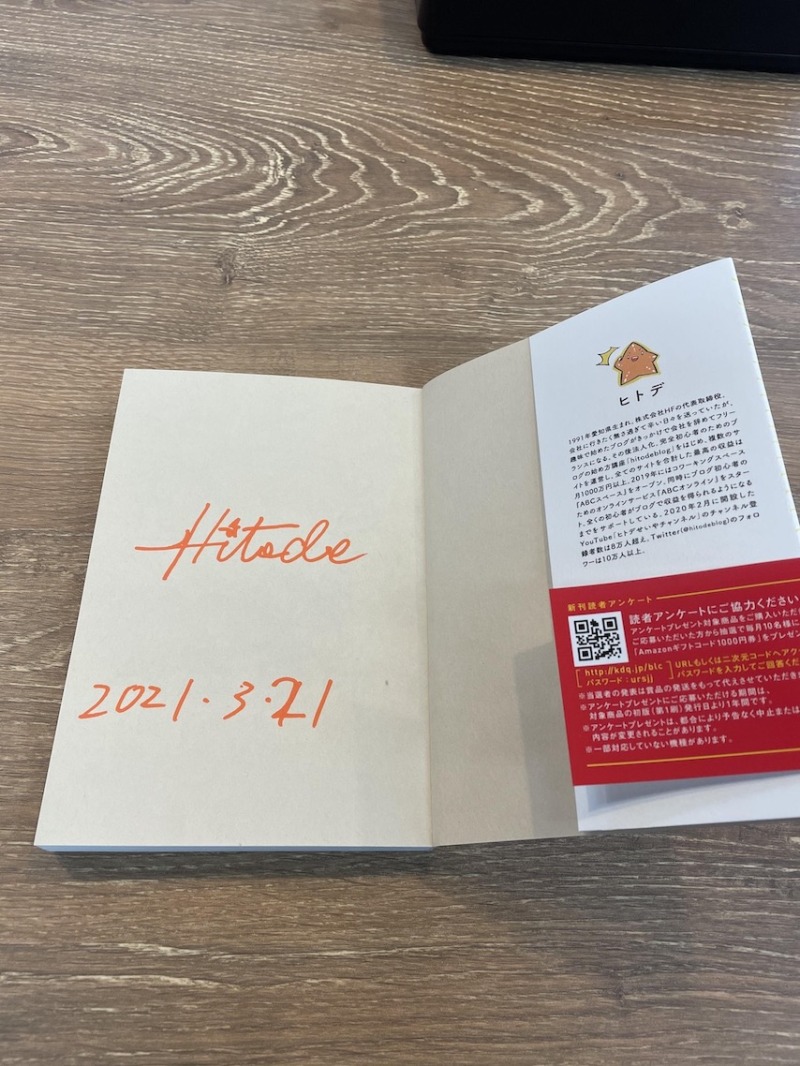 Hitode
2021.3.21
ヒトデ
1991年愛知県生まれ。株式会社HFの代表取締役。
会社に行きたく無さ過ぎて辛い日々を送っていたが、
趣味で始めたブログがきっかけで会社を辞めてフリー
ランスになる。その後法人化。完全初心者のためのブ
ログの始め方講座「hitodeblog」をはじめ、複数のサ
イトを運営し、全てのサイトを合計した最高の収益は
月1000万円以上。2019年にはコワーキングスペース
「ABCスペース」をオープン。同時にブログ初心者の
ためのオンラインサービス「ABCオンライン」をスター
ト。全くの初心者がブログで収益を得られるようになる
までをサポートしている。2020年2月に開設した
YouTube「ヒトデせいやチャンネル」のチャンネル登
録者数は8万人超え。Twitter(@hitodeblog)のフォロ
ワーは10万人以上。
新刊読者アンケート
読者アンケートにご協力ください
アンケートプレゼント対象商品をご購入いただ
ご応募いただいた方から抽選で毎月10名様に
「Amazonギフトコード1000円券」をプレゼン
http://kdq.jp/btc
パスワード：ursjj
URLもしくは二次元コードへアク
パスワードを入力してご回答くだ
※当選者の発表は賞品の発送をもって代えさせていただき
※アンケートプレゼントにご応募いただける期間は、
対象商品の初版（第1刷）発行日より1年間です。
※アンケートプレゼントは、都合により予告なく中止または
内容が変更されることがあります。
※一部対応していない機種があります。